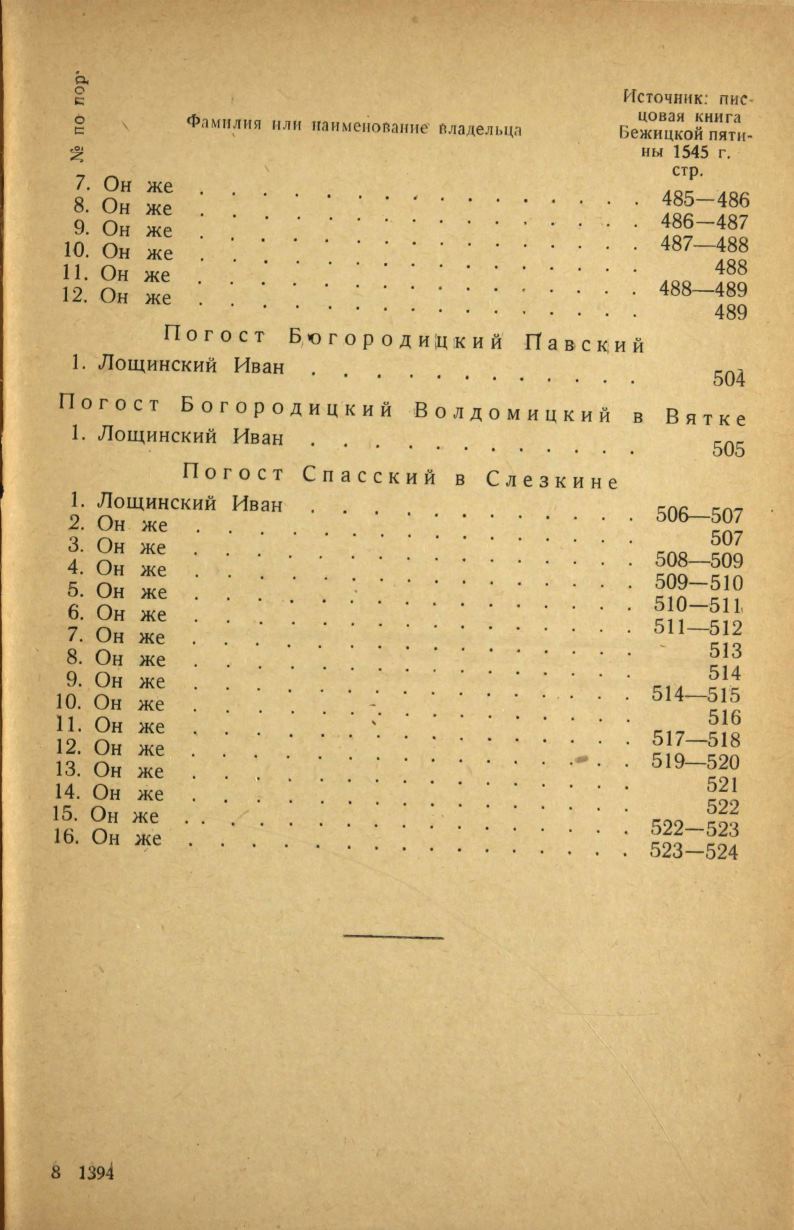 № по пор.
Фамилия или наименование владельца
Источник: пис-
цовая книга
Бежицкой пяти-
ны 1545 г.
стр.
7. Он же . . . . . . . . . . . . 485—486
8. Он же . . . . . . . . . . . . 486—487
9. Он же . . . . . . . . . . . . 487—488
10. Он же . . . . . . . . . . . . 488
11. Он же . . . . . . . . . . . . 488—489
12. Он же . . . . . . . . . . . . 489
Погост Богородицкий Павский
1. Лощинский Иван . . . . . . . . . . 504
Погост Богородицкий Волдомицкий в Вятке
1. Лощинский Иван . . . . . . . . . . 505
Погост Спасский в Слезкине
1. Лощинский Иван . . . . . . . . . . 506—507
2. Он же . . . . . . . . . . . . 507
3. Он же . . . . . . . . . . . . 508—509
4. Он же . . . . . . . . . . . . 509—510
5. Он же . . . . . . . . . . . . 510—511
6. Он же . . . . . . . . . . . . 511—512
7. Он же . . . . . . . . . . . . 513
8. Он же . . . . . . . . . . . . 514
9. Он же . . . . . . . . . . . . 514—515
10. Он же . . . . . . . . . . . . 516
11. Он же . . . . . . . . . . . . 517—518
12. Он же . . . . . . . . . . . . 519—520
13. Он же . . . . . . . . . . . . 521
14. Он же . . . . . . . . . . . . 522
15. Он же . . . . . . . . . . . . 522—523
16. Он же . . . . . . . . . . . . 523—524
8 1394